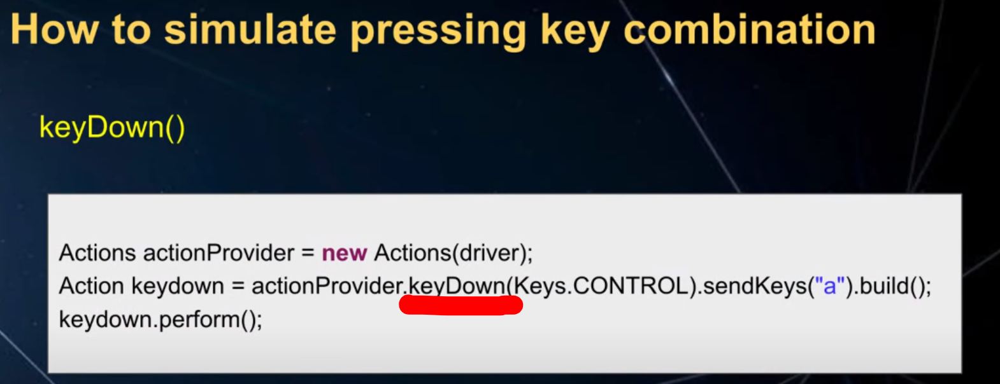 How to simulate pressing key combination
keyDown()
Actions actionProvider = new Actions(driver);
Action keydown = actionProvider.keyDown(Keys.CONTROL).sendKeys("a").build();
keydown.perform();